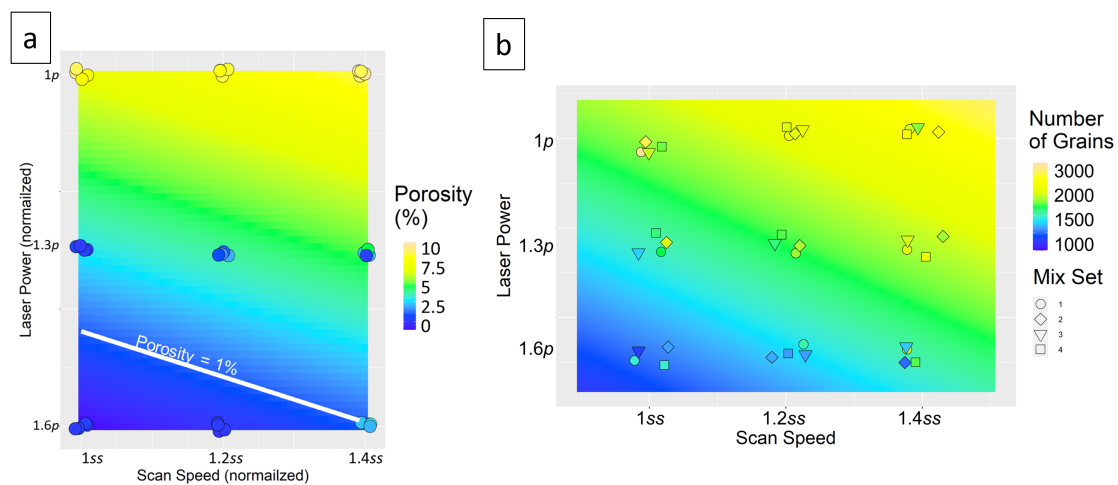 a
1p
1.3p
1.6p
Laser Power (normailzed)
Porosity = 1%
1ss
1.2ss
1.4ss
Scan Speed (normailzed)
Porosity
(%)
10
7.5
5
2.5
0
b
1p
1.3p
1.6p
Laser Power
1ss
1.2ss
1.4ss
Scan Speed
Number
of Grains
3000
2000
1500
1000
Mix Set
1
2
3
4